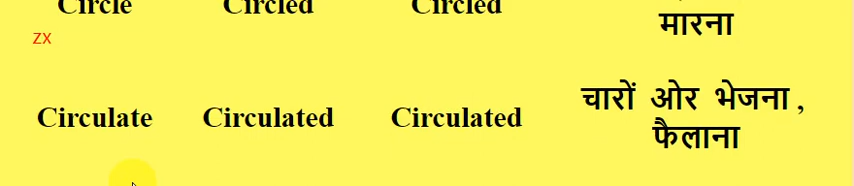 Circle Circled Circled
मारना
ZX
चारों ओर भेजना ,
Circulate Circulated Circulated
फैलाना